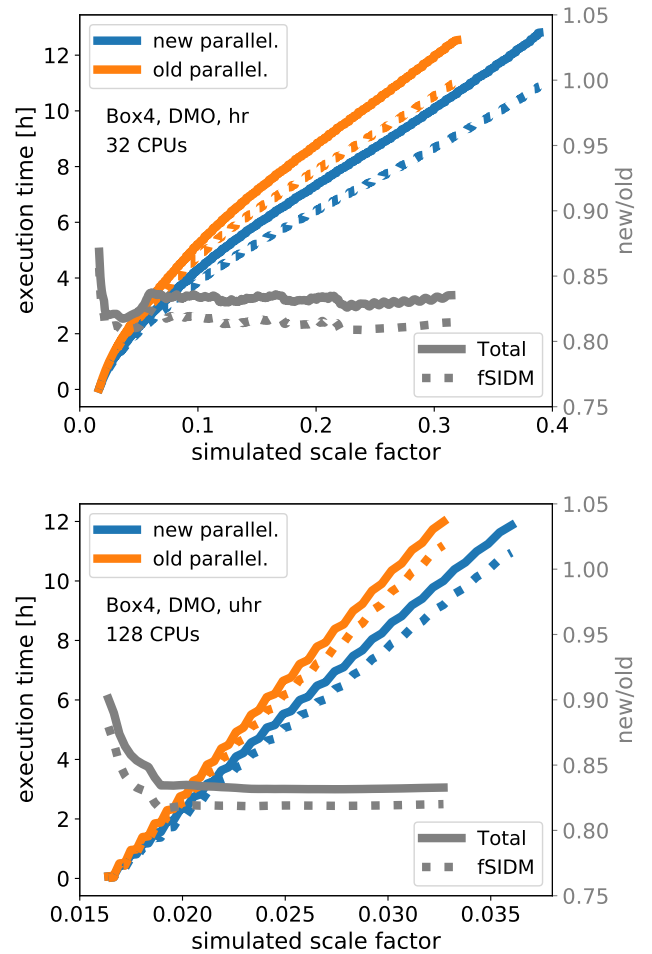 new parallel.
old parallel.
Box4, DMO, hr
32 CPUs
Total
fSIDM
execution time [h]
0
2
4
6
8
10
12
new/old
0.75
0.80
0.85
0.90
0.95
1.00
1.05
0.0
0.1
0.2
0.3
0.4
simulated scale factor
new parallel.
old parallel.
Box4, DMO, uhr
128 CPUs
Total
fSIDM
execution time [h]
0
2
4
6
8
10
12
new/old
0.75
0.80
0.85
0.90
0.95
1.00
1.05
0.015
0.020
0.025
0.030
0.035
simulated scale factor